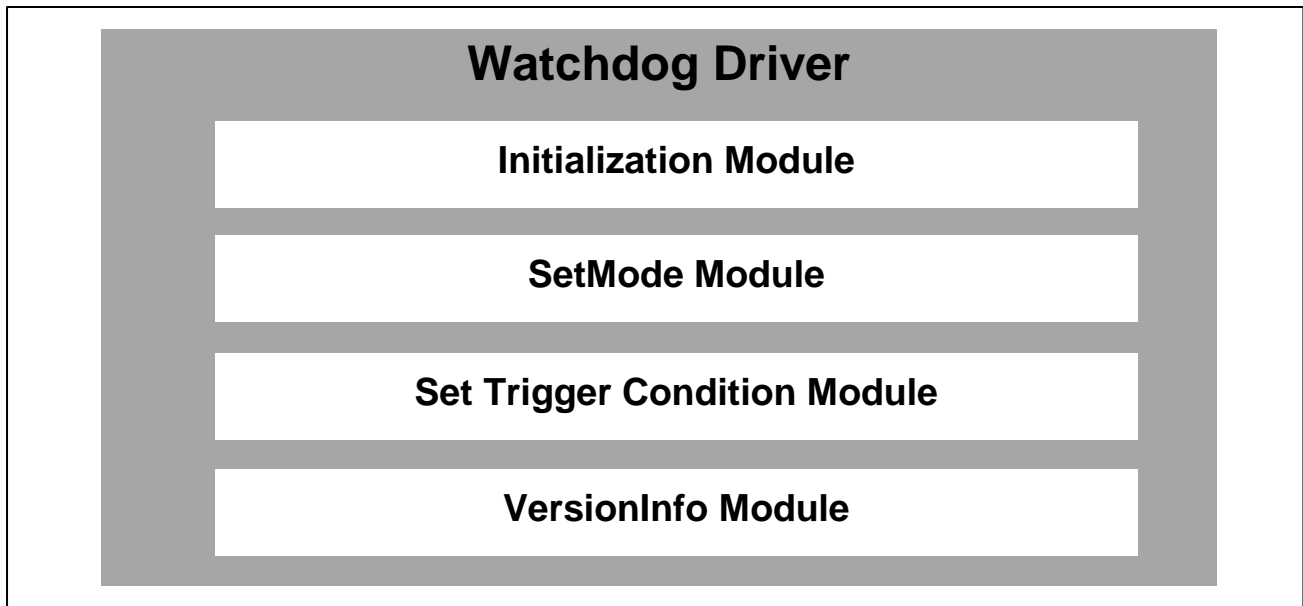 Watchdog Driver
Initialization Module
SetMode Module
Set Trigger Condition Module
VersionInfo Module